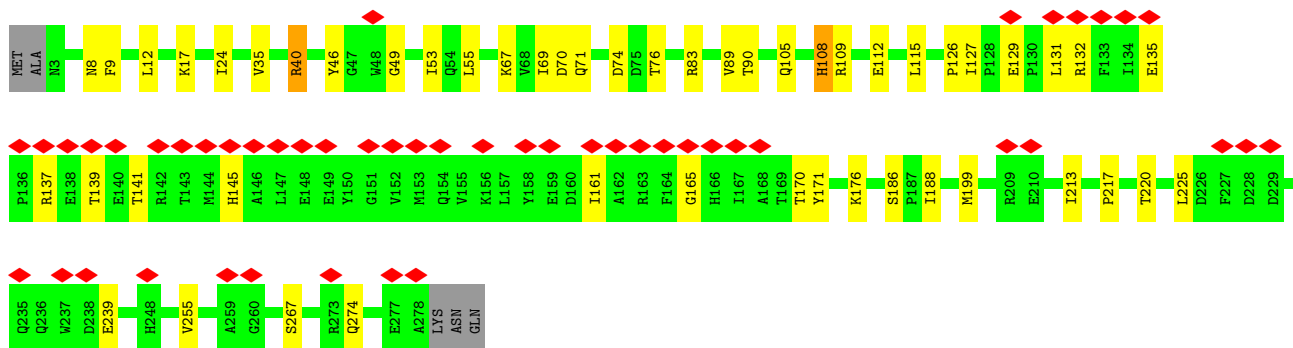 MET ALA N3 N8 F9 L12 K17 I24 V35 R40 Y46 G47 W48 G49 I53 Q54 L55 K67 V68 I69 D70 Q71 D74 D75 T76 R83 V89 T90 Q105 H108 R109 E112 L115 P126 I127 P128 E129 P130 L131 R132 F133 I134 E135
P136 R137 E138 T139 E140 T141 R142 T143 M144 H145 A146 L147 E148 E149 Y150 G151 V152 M153 Q154 V155 K156 L157 Y158 E159 D160 I161 A162 R163 F164 G165 H166 I167 A168 T169 T170 Y171 K176 S186 P187 I188 M199 R209 E210 I213 P217 T220 L225 D226 F227 D228 D229
Q235 Q236 W237 D238 E239 H248 V255 A259 G260 S267 R273 Q274 E277 A278 LYS ASN GLN